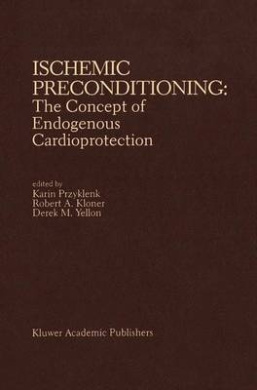 ISCHEMIC
PRECONDITIONING:
The Concept of
Endogenous
Cardioprotection
edited by
Karin Przyklenk
Robert A. Kloner
Derek M. Yellon
Kluwer Academic Publishers